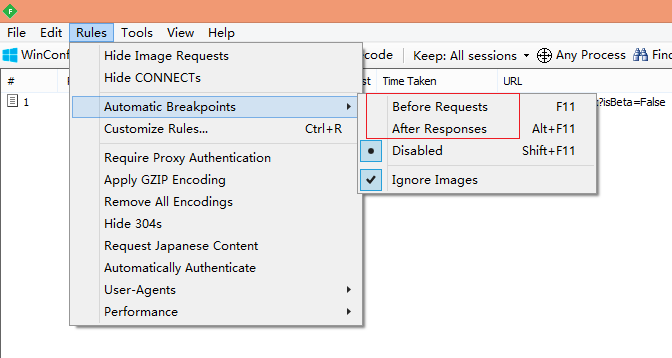 F
File Edit Rules Tools View Help
WinConf
code Keep: All sessions Any Process Find
#
st Time Taken URL
1
?isBeta=False
Hide Image Requests
Hide CONNECTs
Automatic Breakpoints
Customize Rules... Ctrl+R
Require Proxy Authentication
Apply GZIP Encoding
Remove All Encodings
Hide 304s
Request Japanese Content
Automatically Authenticate
User-Agents
Performance
Before Requests F11
After Responses Alt+F11
Disabled Shift+F11
Ignore Images